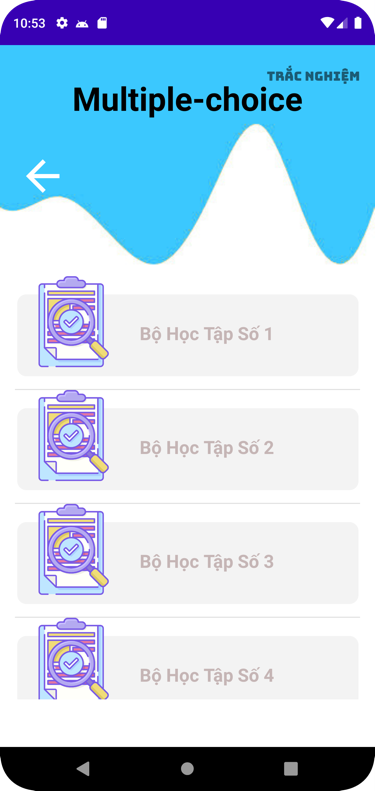 10:53
TRẮC NGHIỆM
Multiple-choice
Bộ Học Tập Số 1
Bộ Học Tập Số 2
Bộ Học Tập Số 3
Bộ Học Tập Số 4